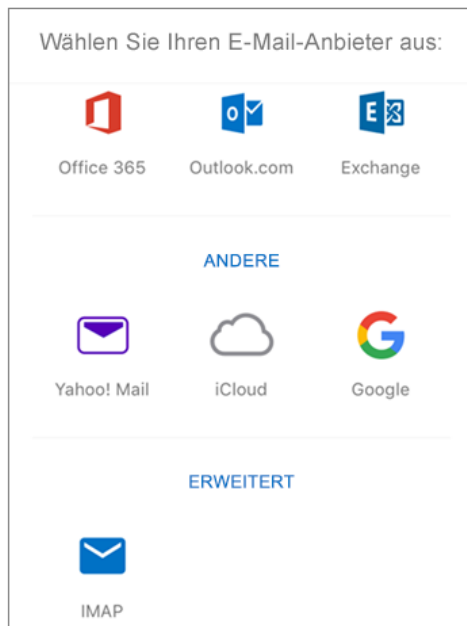 Wählen Sie Ihren E-Mail-Anbieter aus:
Office 365 Outlook.com Exchange
ANDERE
Yahoo! Mail iCloud Google
ERWEITERT
IMAP